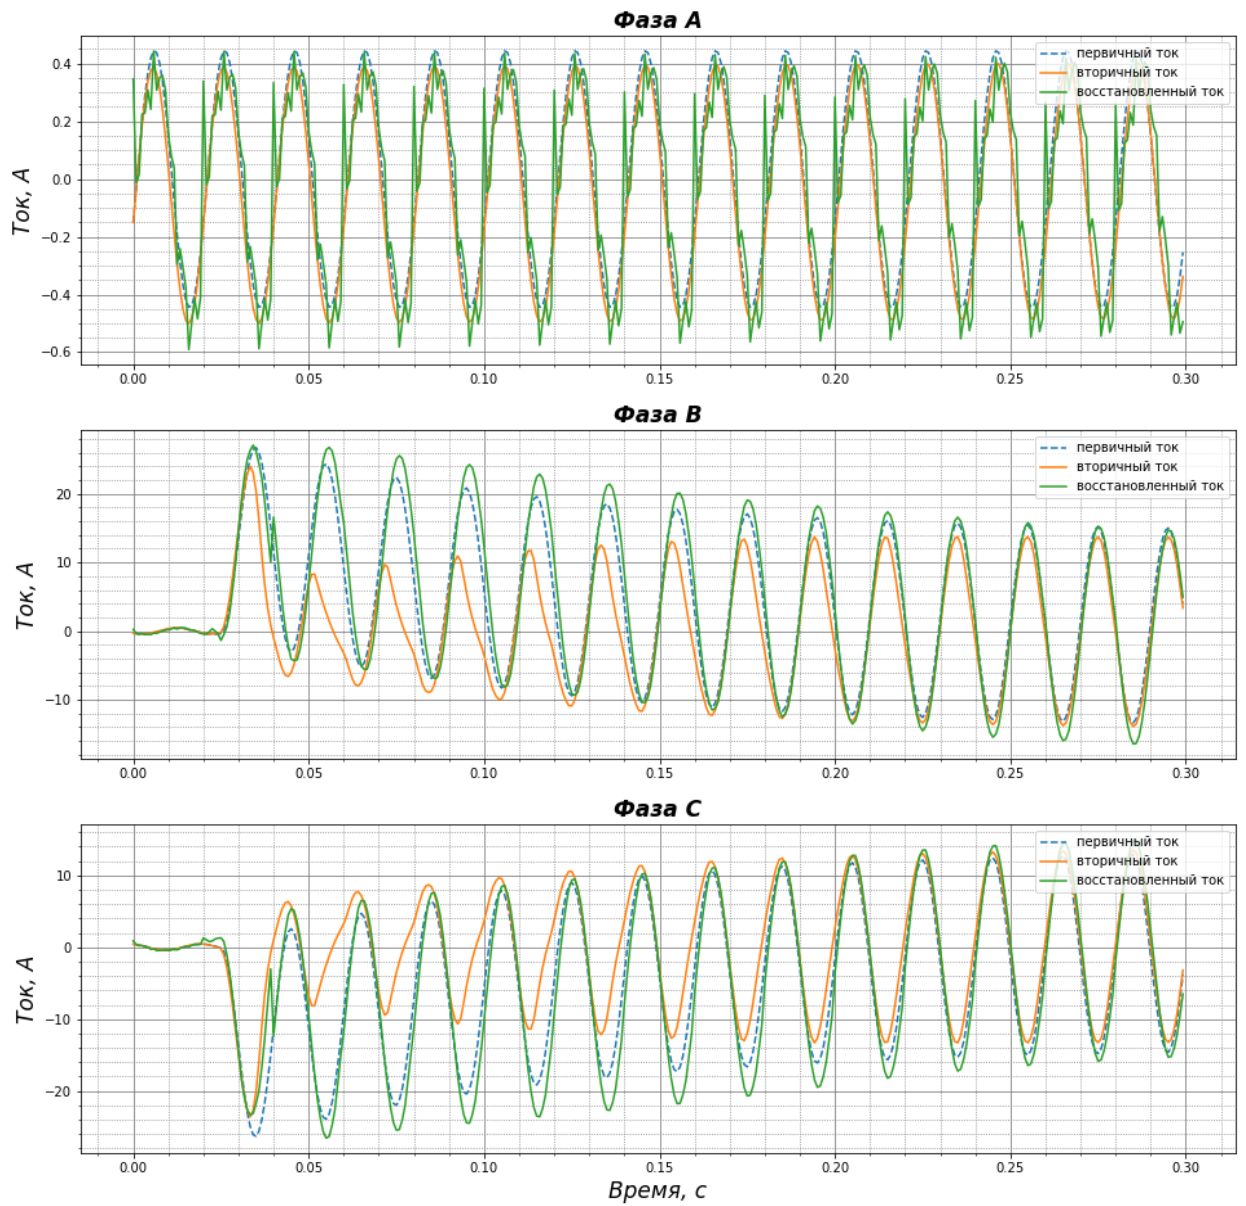 Фаза А
Ток, А
0.4
0.2
0.0
−0.2
−0.4
−0.6
первичный ток
вторичный ток
восстановленный ток
0.00 0.05 0.10 0.15 0.20 0.25 0.30
Фаза В
Ток, А
20
10
0
−10
первичный ток
вторичный ток
восстановленный ток
0.00 0.05 0.10 0.15 0.20 0.25 0.30
Фаза С
Ток, А
10
0
−10
−20
первичный ток
вторичный ток
восстановленный ток
0.00 0.05 0.10 0.15 0.20 0.25 0.30
Время, с